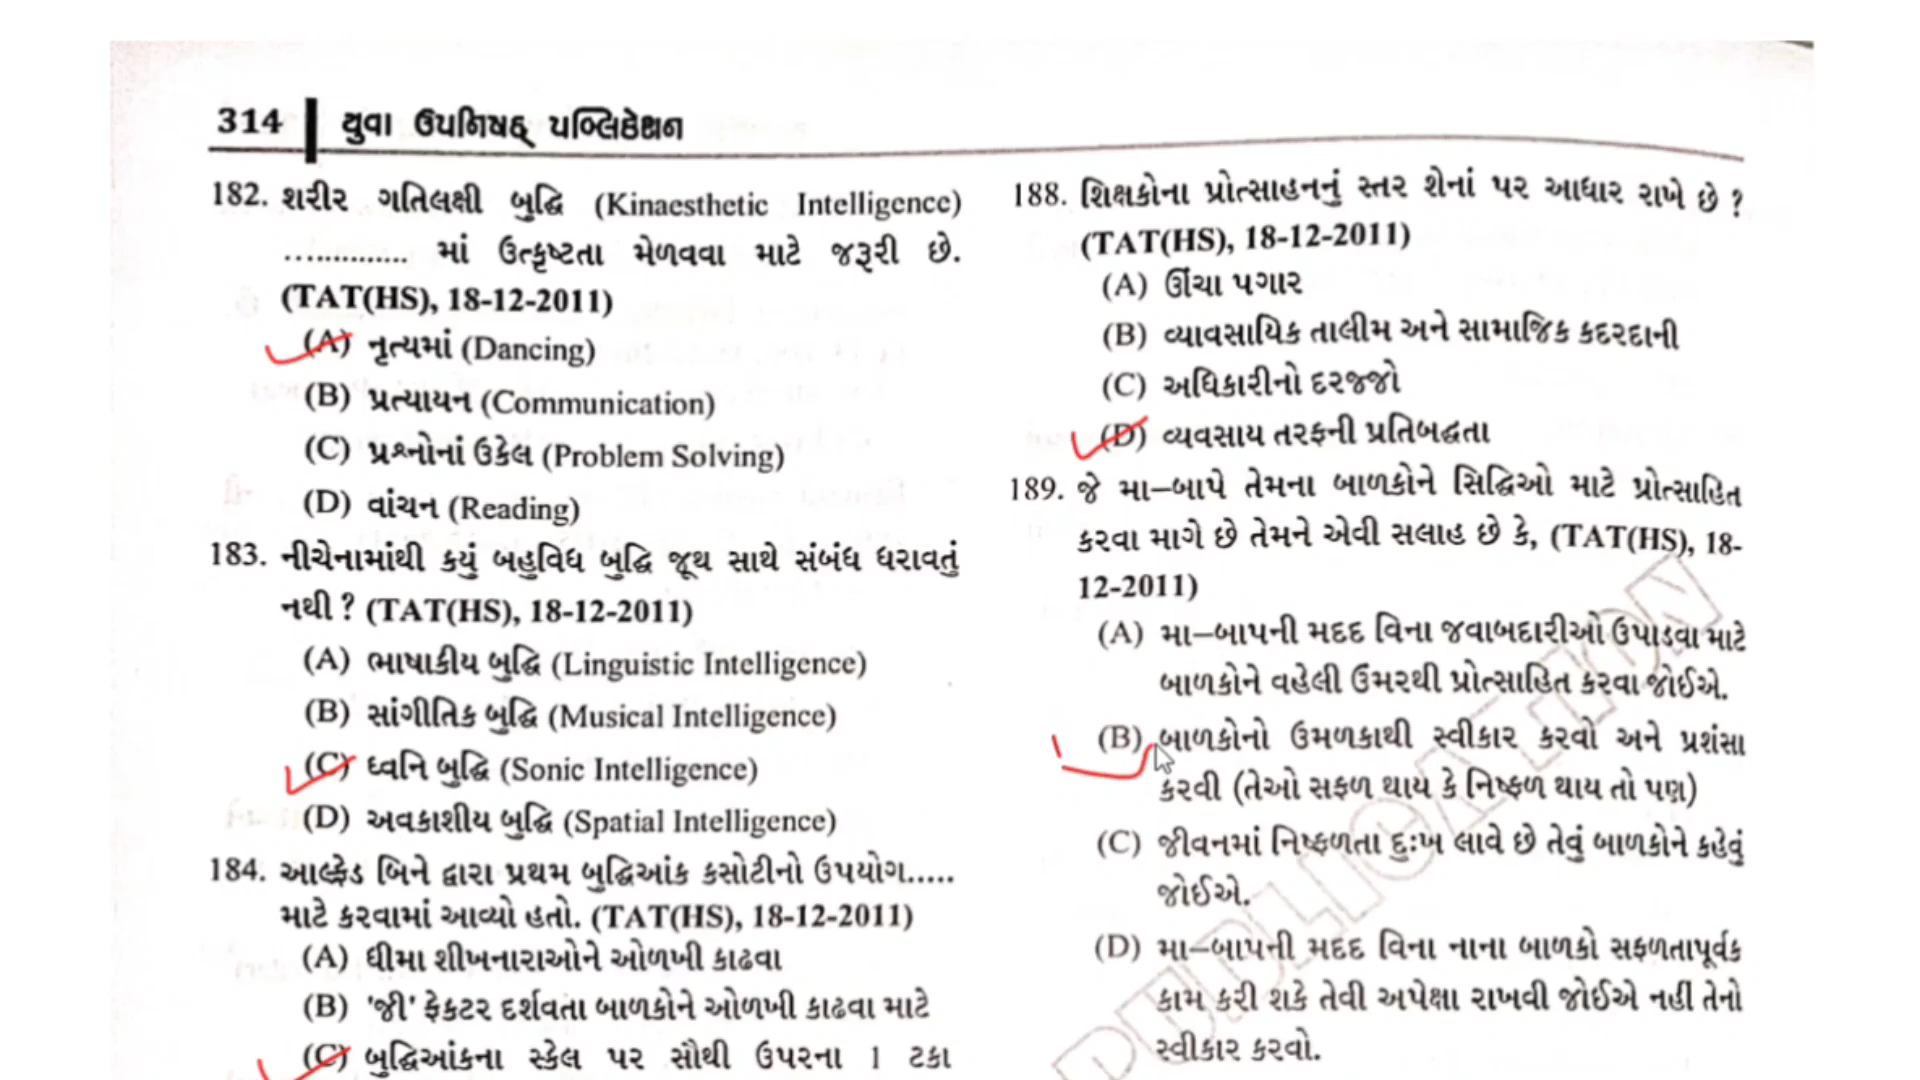 314 યુવા ઉપનિષદ્ પબ્લિકેશન
182. શરીર ગતિલક્ષી બુદ્ધિ (Kinaesthetic Intelligence)
............... માં ઉત્કૃષ્ટતા મેળવવા માટે જરૂરી છે.
(TAT(HS), 18-12-2011)
(A) નૃત્યમાં (Dancing)
(B) પ્રત્યાયન (Communication)
(C) પ્રશ્નોનાં ઉકેલ (Problem Solving)
(D) વાંચન (Reading)
183. નીચેનામાંથી કયું બહુવિધ બુદ્ધિ જૂથ સાથે સંબંધ ધરાવતું
નથી ? (TAT(HS), 18-12-2011)
(A) ભાષાકીય બુદ્ધિ (Linguistic Intelligence)
(B) સાંગીતિક બુદ્ધિ (Musical Intelligence)
(C) ધ્વનિ બુદ્ધિ (Sonic Intelligence)
(D) અવકાશીય બુદ્ધિ (Spatial Intelligence)
184. આલ્ફ્રેડ બિને દ્વારા પ્રથમ બુદ્ધિઆંક કસોટીનો ઉપયોગ.....
માટે કરવામાં આવ્યો હતો. (TAT(HS), 18-12-2011)
(A) ધીમા શીખનારાઓને ઓળખી કાઢવા
(B) 'જી' ફેકટર દર્શવતા બાળકોને ઓળખી કાઢવા માટે
(C) બુદ્ધિઆંકના સ્કેલ પર સૌથી ઉપરના 1 ટકા
188. શિક્ષકોના પ્રોત્સાહનનું સ્તર શેનાં પર આધાર રાખે છે ?
(TAT(HS), 18-12-2011)
(A) ઊંચા પગાર
(B) વ્યાવસાયિક તાલીમ અને સામાજિક કદરદાની
(C) અધિકારીનો દરજ્જો
(D) વ્યવસાય તરફની પ્રતિબદ્ધતા
189. જે મા–બાપે તેમના બાળકોને સિદ્ધિઓ માટે પ્રોત્સાહિત
કરવા માગે છે તેમને એવી સલાહ છે કે, (TAT(HS), 18-
12-2011)
(A) મા–બાપની મદદ વિના જવાબદારીઓ ઉપાડવા માટે
બાળકોને વહેલી ઉમરથી પ્રોત્સાહિત કરવા જોઈએ.
(B) બાળકોનો ઉમળકાથી સ્વીકાર કરવો અને પ્રશંસા
કરવી (તેઓ સફળ થાય કે નિષ્ફળ થાય તો પણ)
(C) જીવનમાં નિષ્ફળતા દુઃખ લાવે છે તેવું બાળકોને કહેવું
જોઈએ.
(D) મા–બાપની મદદ વિના નાના બાળકો સફળતાપૂર્વક
કામ કરી શકે તેવી અપેક્ષા રાખવી જોઈએ નહીં તેનો
સ્વીકાર કરવો.
PUBLICATION